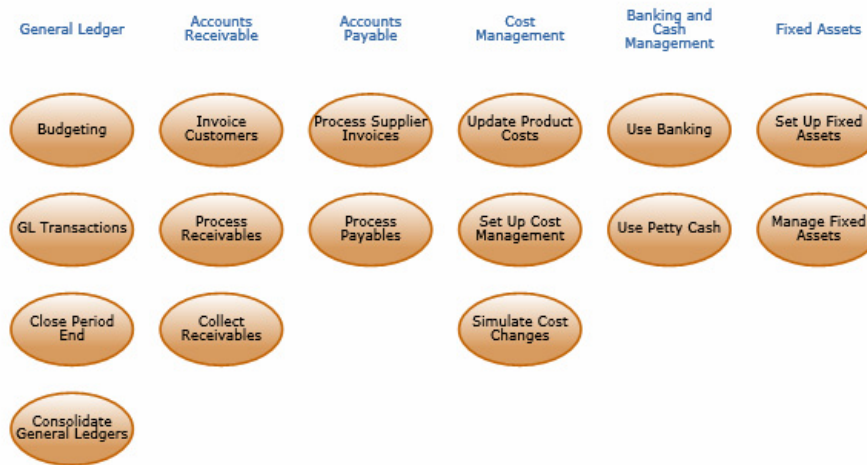 General Ledger
Accounts
Receivable
Accounts
Payable
Cost
Management
Banking and
Cash
Management
Fixed Assets
Budgeting
Invoice
Customers
Process Supplier
Invoices
Update Product
Costs
Use Banking
Set Up Fixed
Assets
GL Transactions
Process
Receivables
Process
Payables
Set Up Cost
Management
Use Petty Cash
Manage Fixed
Assets
Close Period
End
Collect
Receivables
Simulate Cost
Changes
Consolidate
General Ledgers